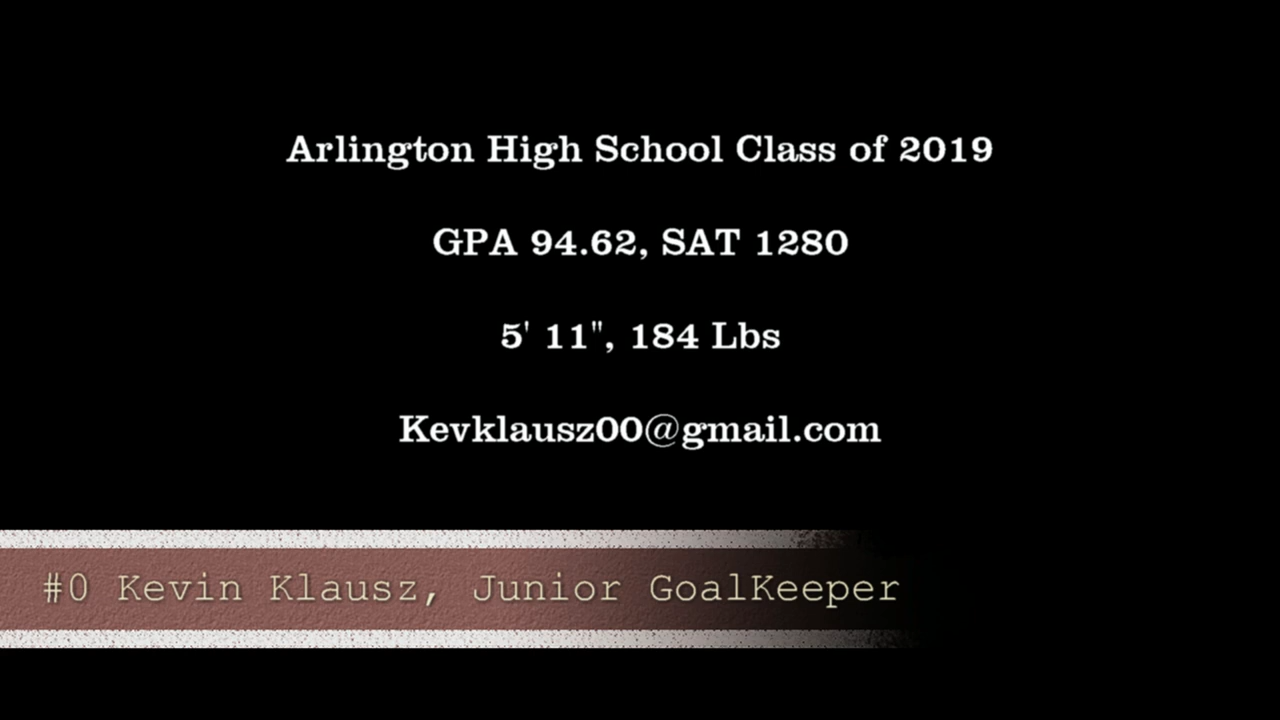 Arlington High School Class of 2019
GPA 94.62, SAT 1280
5' 11", 184 Lbs
Kevklausz00@gmail.com
#0 Kevin Klausz, Junior GoalKeeper